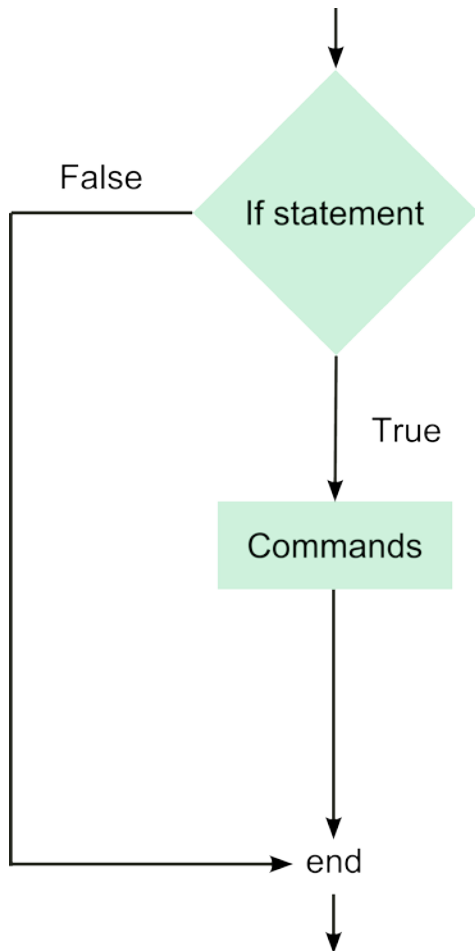 False
If statement
True
Commands
end